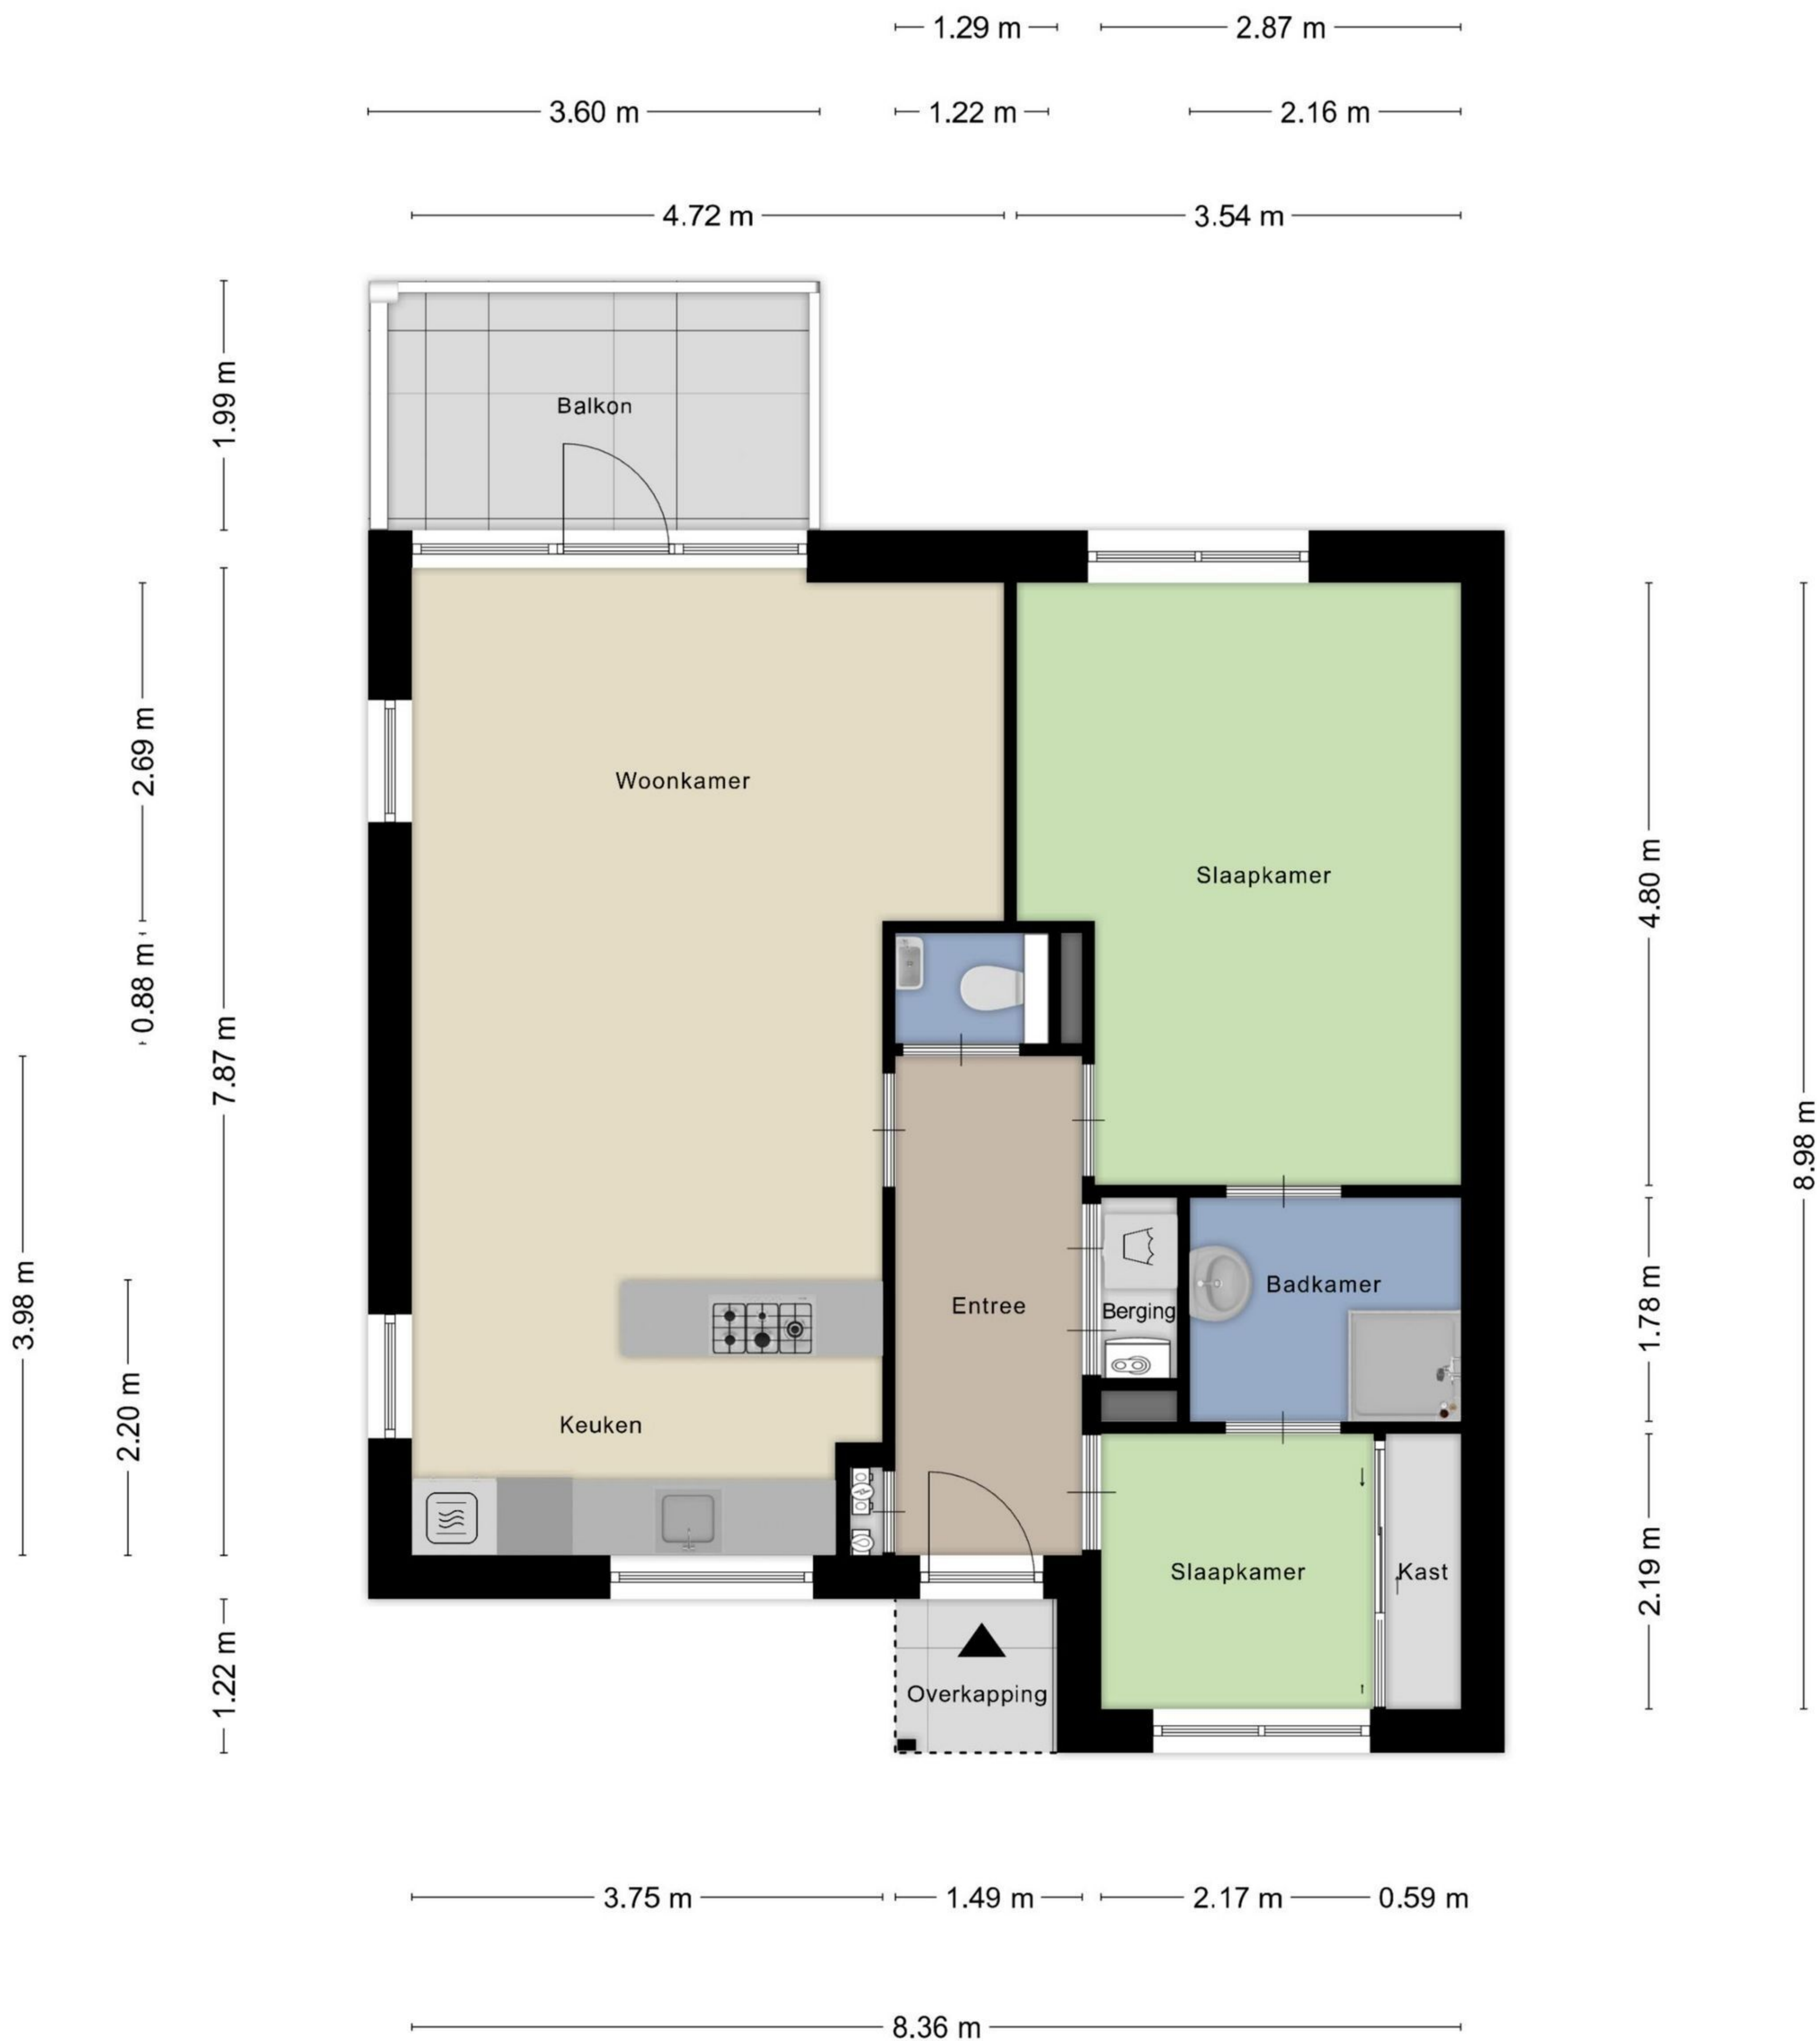 1.29 m
2.87 m
3.60 m
1.22 m
2.16 m
4.72 m
3.54 m
1.99 m
Balkon
2.69 m
Woonkamer
Slaapkamer
4.80 m
0.88 m
7.87 m
8.98 m
3.98 m
Entree
Berging
Badkamer
1.78 m
2.20 m
Keuken
Slaapkamer
Kast
2.19 m
1.22 m
Overkapping
3.75 m
1.49 m
2.17 m
0.59 m
8.36 m